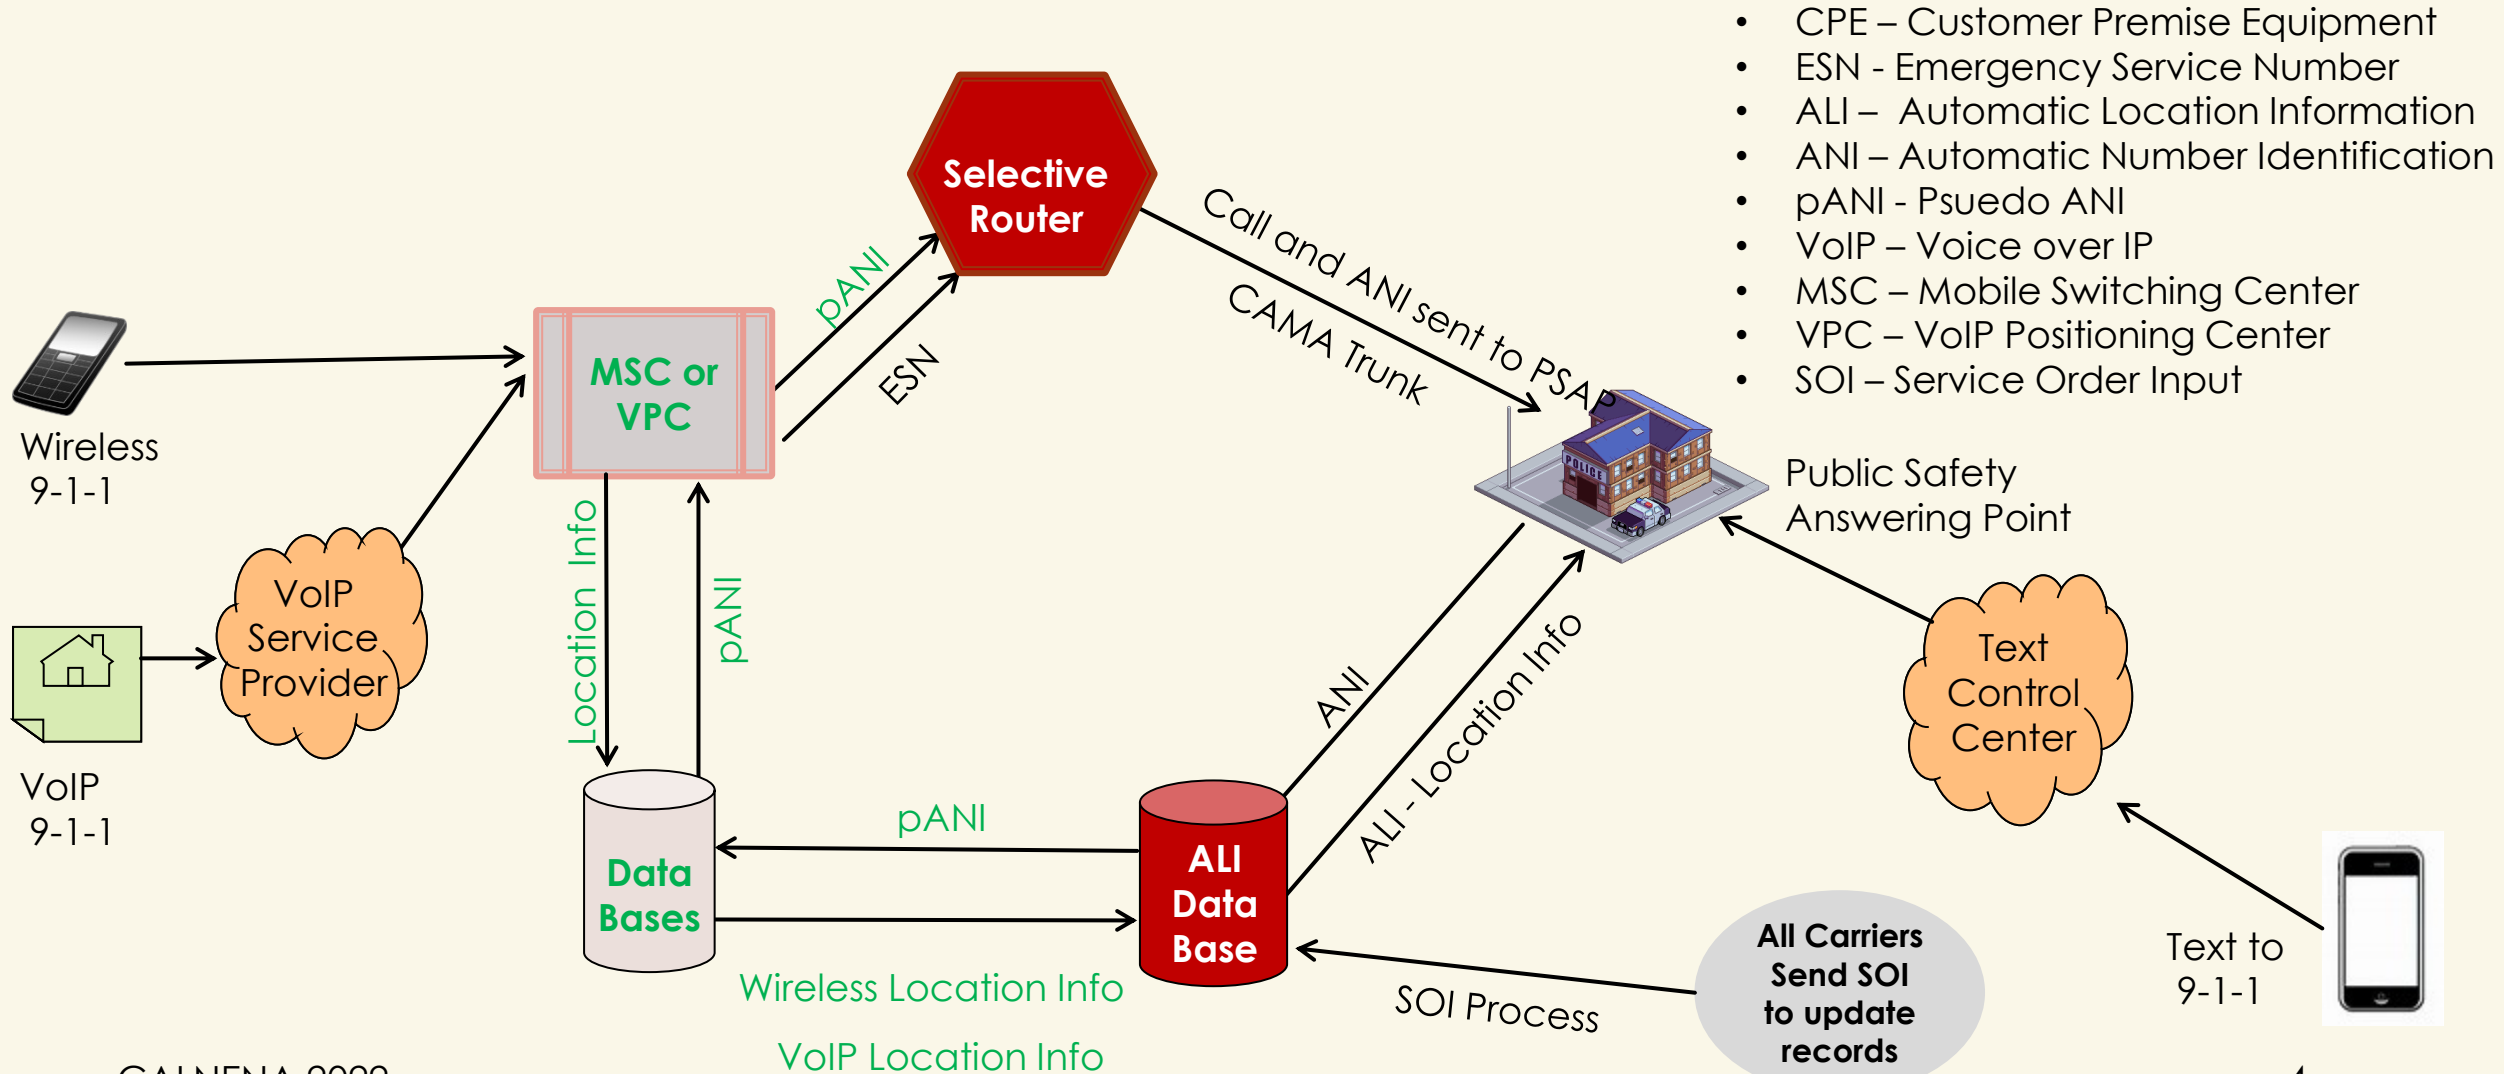 • CPE – Customer Premise Equipment
• ESN - Emergency Service Number
• ALI – Automatic Location Information
• ANI – Automatic Number Identification
• pANI - Psuedo ANI
• VoIP – Voice over IP
• MSC – Mobile Switching Center
• VPC – VoIP Positioning Center
• SOI – Service Order Input
Selective
Router
Call and ANI sent to PSAP
CAMA Trunk
pANI
ESN
MSC or
VPC
Wireless
9-1-1
POLICE
Public Safety
Answering Point
Location Info
pANI
VoIP
Service
Provider
VoIP
9-1-1
ANI
ALI - Location Info
Text
Control
Center
pANI
Data
Bases
ALI
Data
Base
Wireless Location Info
VoIP Location Info
SOI Process
All Carriers
Send SOI
to update
records
Text to
9-1-1